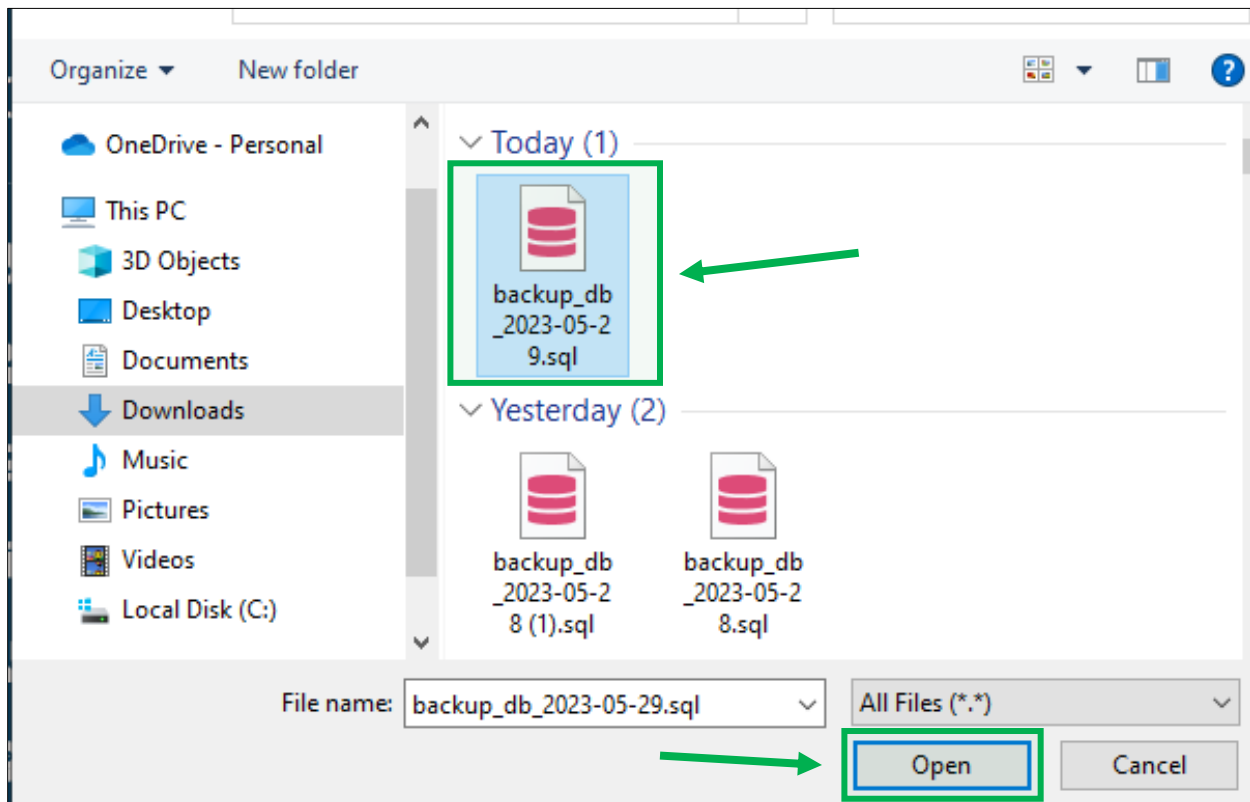 Organize New folder
?
OneDrive - Personal
This PC
3D Objects
Desktop
Documents
Downloads
Music
Pictures
Videos
Local Disk (C:)
Today (1)
backup_db
_2023-05-2
9.sql
Yesterday (2)
backup_db
_2023-05-2
8 (1).sql
backup_db
_2023-05-2
8.sql
File name: backup_db_2023-05-29.sql All Files (*.*)
Open Cancel